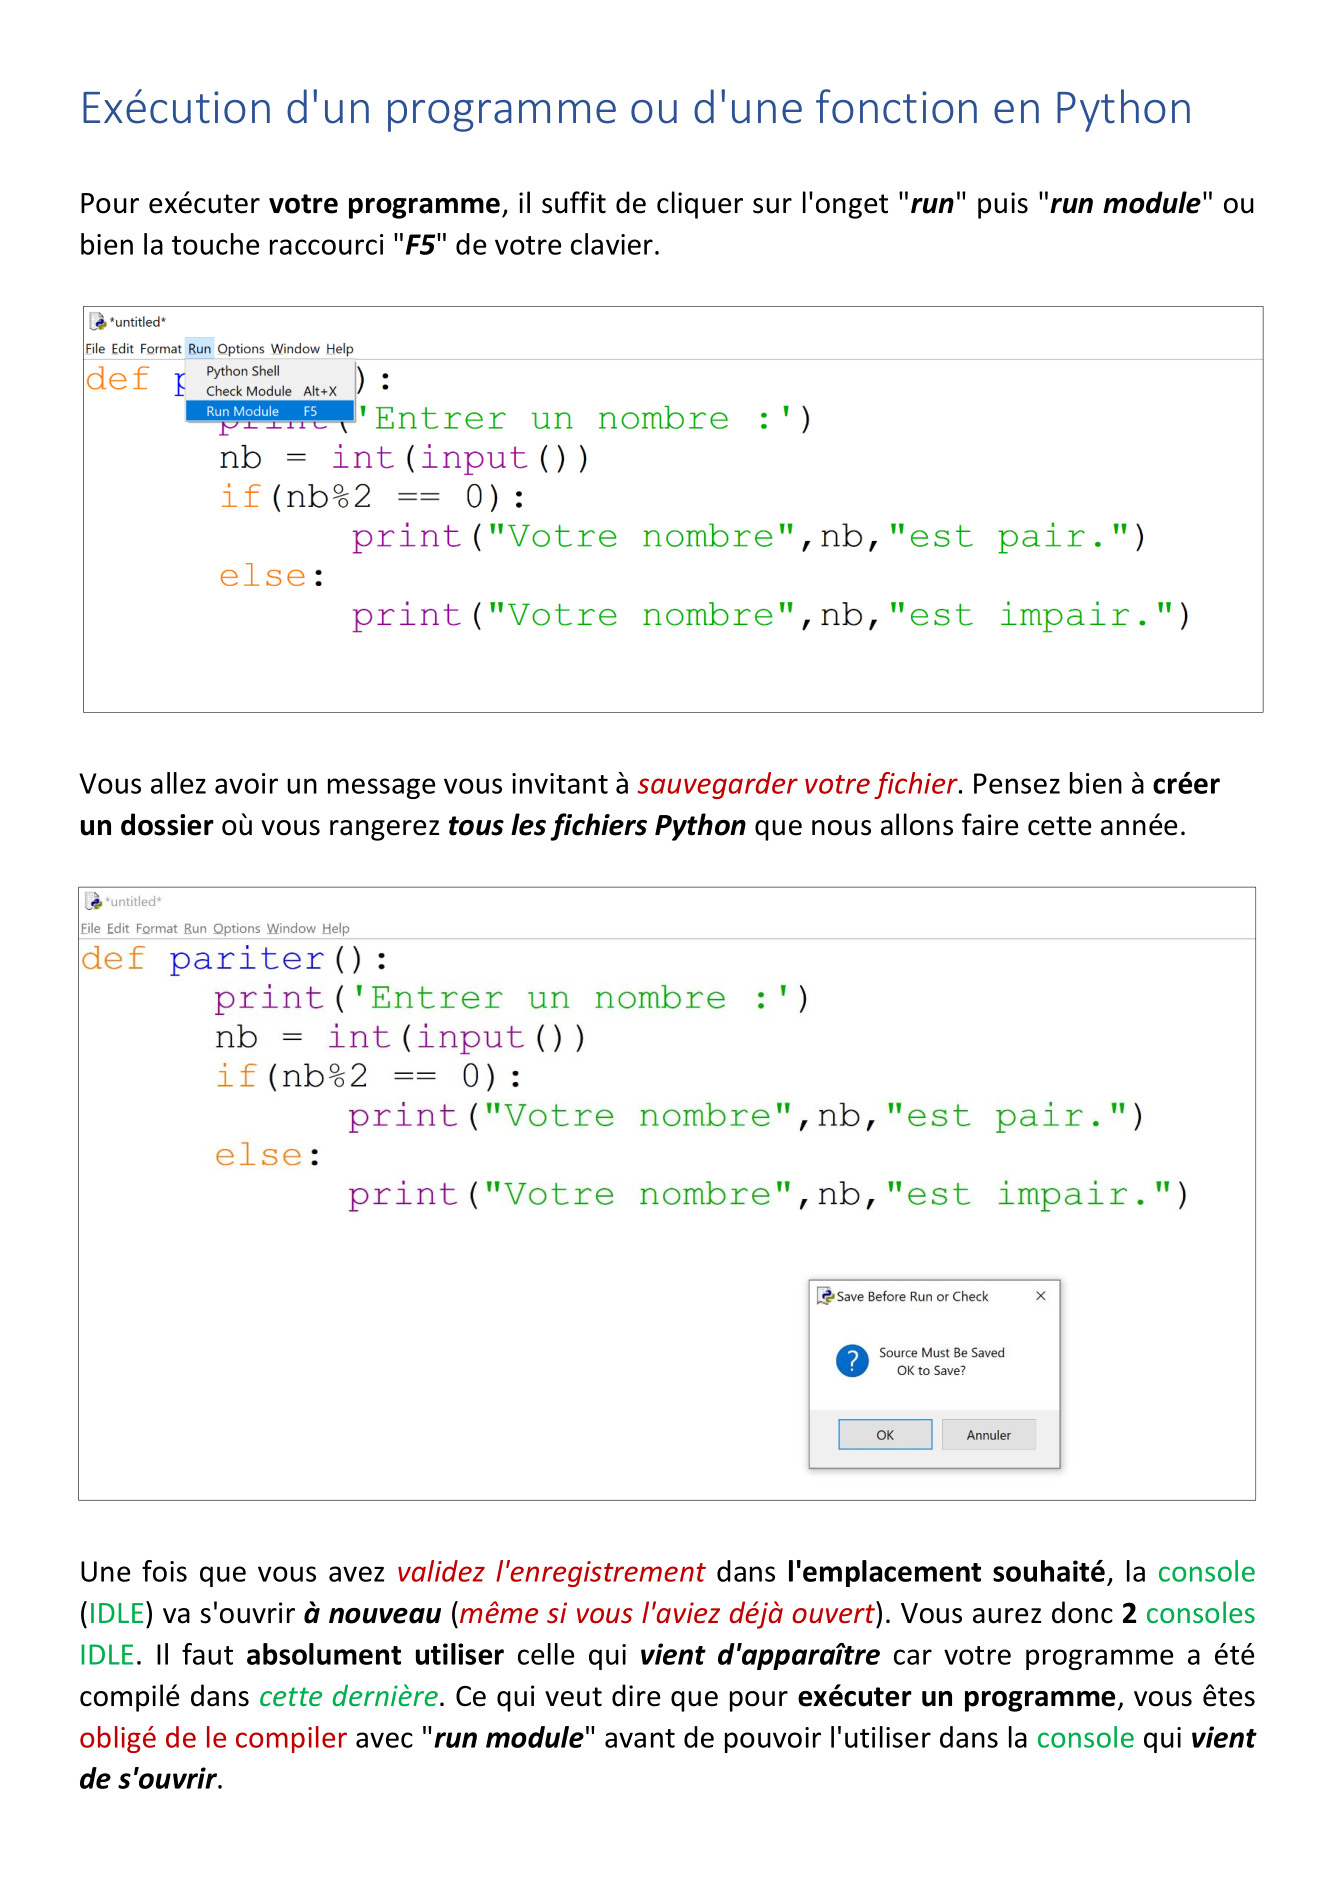 Exécution d'un programme ou d'une fonction en Python
Pour exécuter votre programme, il suffit de cliquer sur l'onget "run" puis "run module" ou
bien la touche raccourci "F5" de votre clavier.
*untitled*
File Edit Format Run Options Window Help
Python Shell
Check Module Alt+X
Run Module F5
def p ):
print('Entrer un nombre :')
nb = int(input())
if(nb%2 == 0):
print("Votre nombre",nb,"est pair.")
else:
print("Votre nombre",nb,"est impair.")
Vous allez avoir un message vous invitant à sauvegarder votre fichier. Pensez bien à créer
un dossier où vous rangerez tous les fichiers Python que nous allons faire cette année.
*untitled*
File Edit Format Run Options Window Help
def pariter():
print('Entrer un nombre :')
nb = int(input())
if(nb%2 == 0):
print("Votre nombre",nb,"est pair.")
else:
print("Votre nombre",nb,"est impair.")
Save Before Run or Check
Source Must Be Saved
OK to Save?
OK Annuler
Une fois que vous avez validez l'enregistrement dans l'emplacement souhaité, la console
(IDLE) va s'ouvrir à nouveau (même si vous l'aviez déjà ouvert). Vous aurez donc 2 consoles
IDLE. Il faut absolument utiliser celle qui vient d'apparaître car votre programme a été
compilé dans cette dernière. Ce qui veut dire que pour exécuter un programme, vous êtes
obligé de le compiler avec "run module" avant de pouvoir l'utiliser dans la console qui vient
de s'ouvrir.